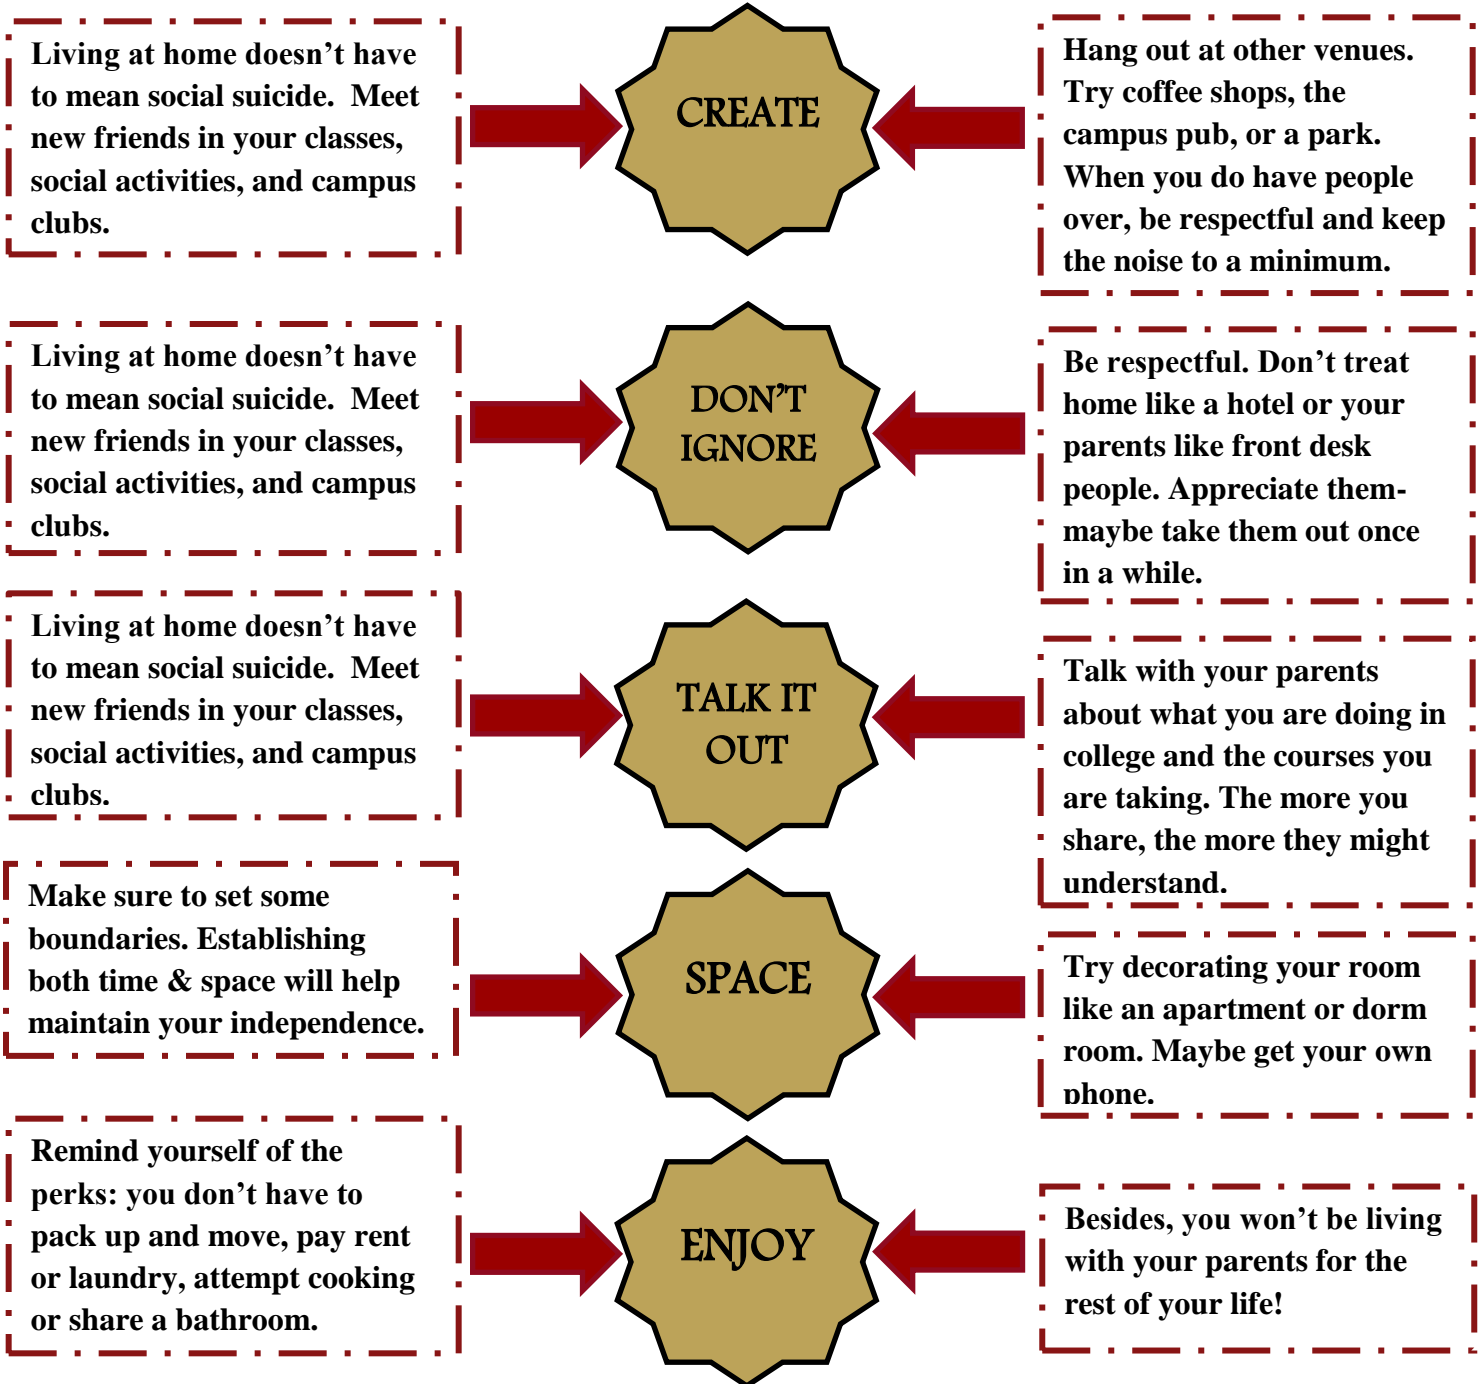 Living at home doesn’t have
to mean social suicide.  Meet
new friends in your classes,
social activities, and campus
clubs.
CREATE
Hang out at other venues.
Try coffee shops, the
campus pub, or a park.
When you do have people
over, be respectful and keep
the noise to a minimum.
Living at home doesn’t have
to mean social suicide.  Meet
new friends in your classes,
social activities, and campus
clubs.
DON’T
IGNORE
Be respectful. Don’t treat
home like a hotel or your
parents like front desk
people. Appreciate them-
maybe take them out once
in a while.
Living at home doesn’t have
to mean social suicide.  Meet
new friends in your classes,
social activities, and campus
clubs.
TALK IT
OUT
Talk with your parents
about what you are doing in
college and the courses you
are taking. The more you
share, the more they might
understand.
Make sure to set some
boundaries. Establishing
both time & space will help
maintain your independence.
SPACE
Try decorating your room
like an apartment or dorm
room. Maybe get your own
phone.
Remind yourself of the
perks: you don’t have to
pack up and move, pay rent
or laundry, attempt cooking
or share a bathroom.
ENJOY
Besides, you won’t be living
with your parents for the
rest of your life!